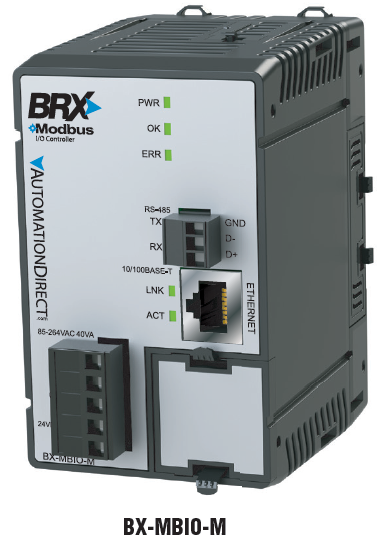 BRX
Modbus
I/O Controller
PWR
OK
ERR
AUTOMATIONDIRECT
.com
RS-485
TX
GND
D-
RX
D+
10/100BASE-T
LNK
ACT
ETHERNET
85-264VAC 40VA
24V
BX-MBIO-M
BX-MBIO-M